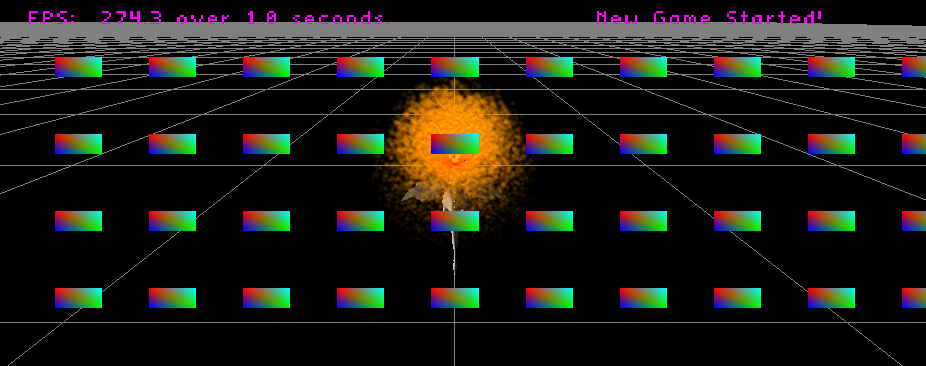 FPS: 274.3 over 1.0 seconds
New Game Started!